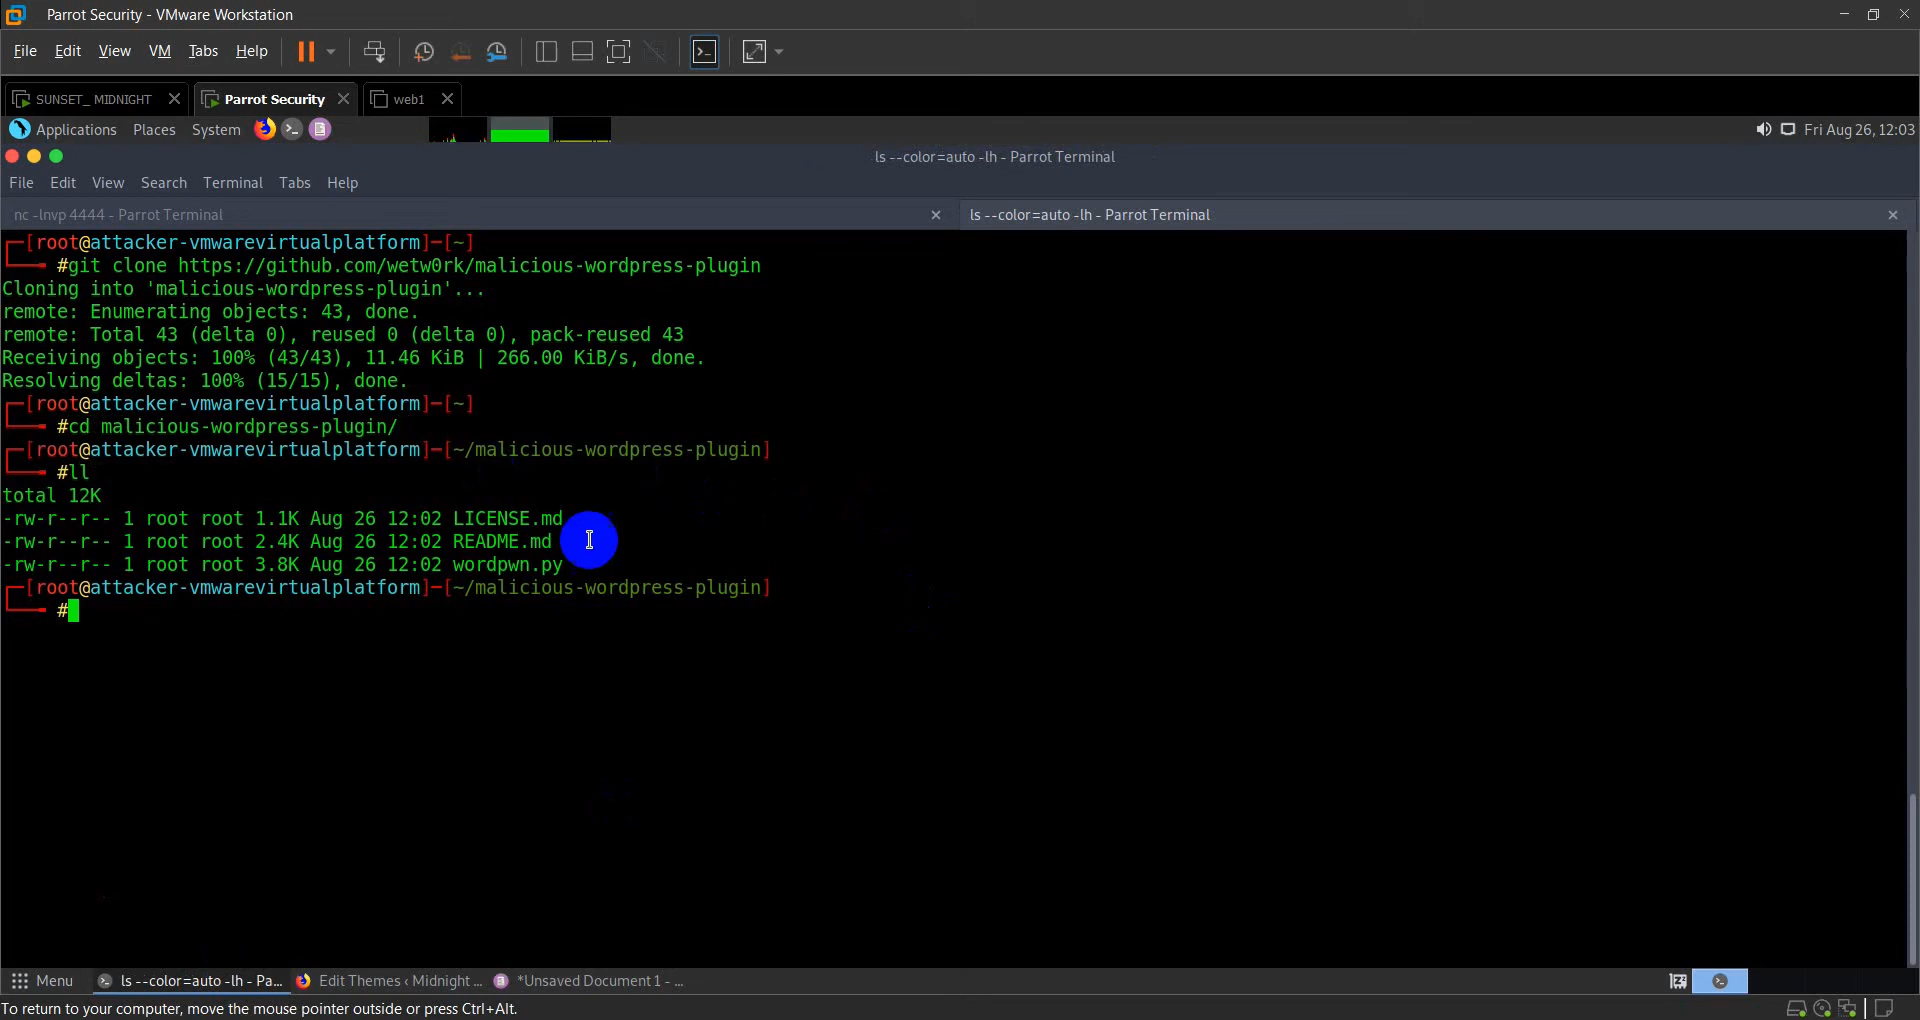 Parrot Security - VMware Workstation
File Edit View VM Tabs Help
SUNSET_ MIDNIGHT Parrot Security web1
Applications Places System Fri Aug 26, 12:03
ls --color=auto -lh - Parrot Terminal
File Edit View Search Terminal Tabs Help
nc -lnvp 4444 - Parrot Terminal ls --color=auto -lh - Parrot Terminal
[root@attacker-vmwarevirtualplatform]─[~]
#git clone https://github.com/wetw0rk/malicious-wordpress-plugin
Cloning into 'malicious-wordpress-plugin'...
remote: Enumerating objects: 43, done.
remote: Total 43 (delta 0), reused 0 (delta 0), pack-reused 43
Receiving objects: 100% (43/43), 11.46 KiB | 266.00 KiB/s, done.
Resolving deltas: 100% (15/15), done.
[root@attacker-vmwarevirtualplatform]─[~]
#cd malicious-wordpress-plugin/
[root@attacker-vmwarevirtualplatform]─[~/malicious-wordpress-plugin]
#ll
total 12K
-rw-r--r-- 1 root root 1.1K Aug 26 12:02 LICENSE.md
-rw-r--r-- 1 root root 2.4K Aug 26 12:02 README.md
-rw-r--r-- 1 root root 3.8K Aug 26 12:02 wordpwn.py
[root@attacker-vmwarevirtualplatform]─[~/malicious-wordpress-plugin]
#
Menu ls --color=auto -lh - Pa... Edit Themes ‹ Midnight ... *Unsaved Document 1 - ...
To return to your computer, move the mouse pointer outside or press Ctrl+Alt.